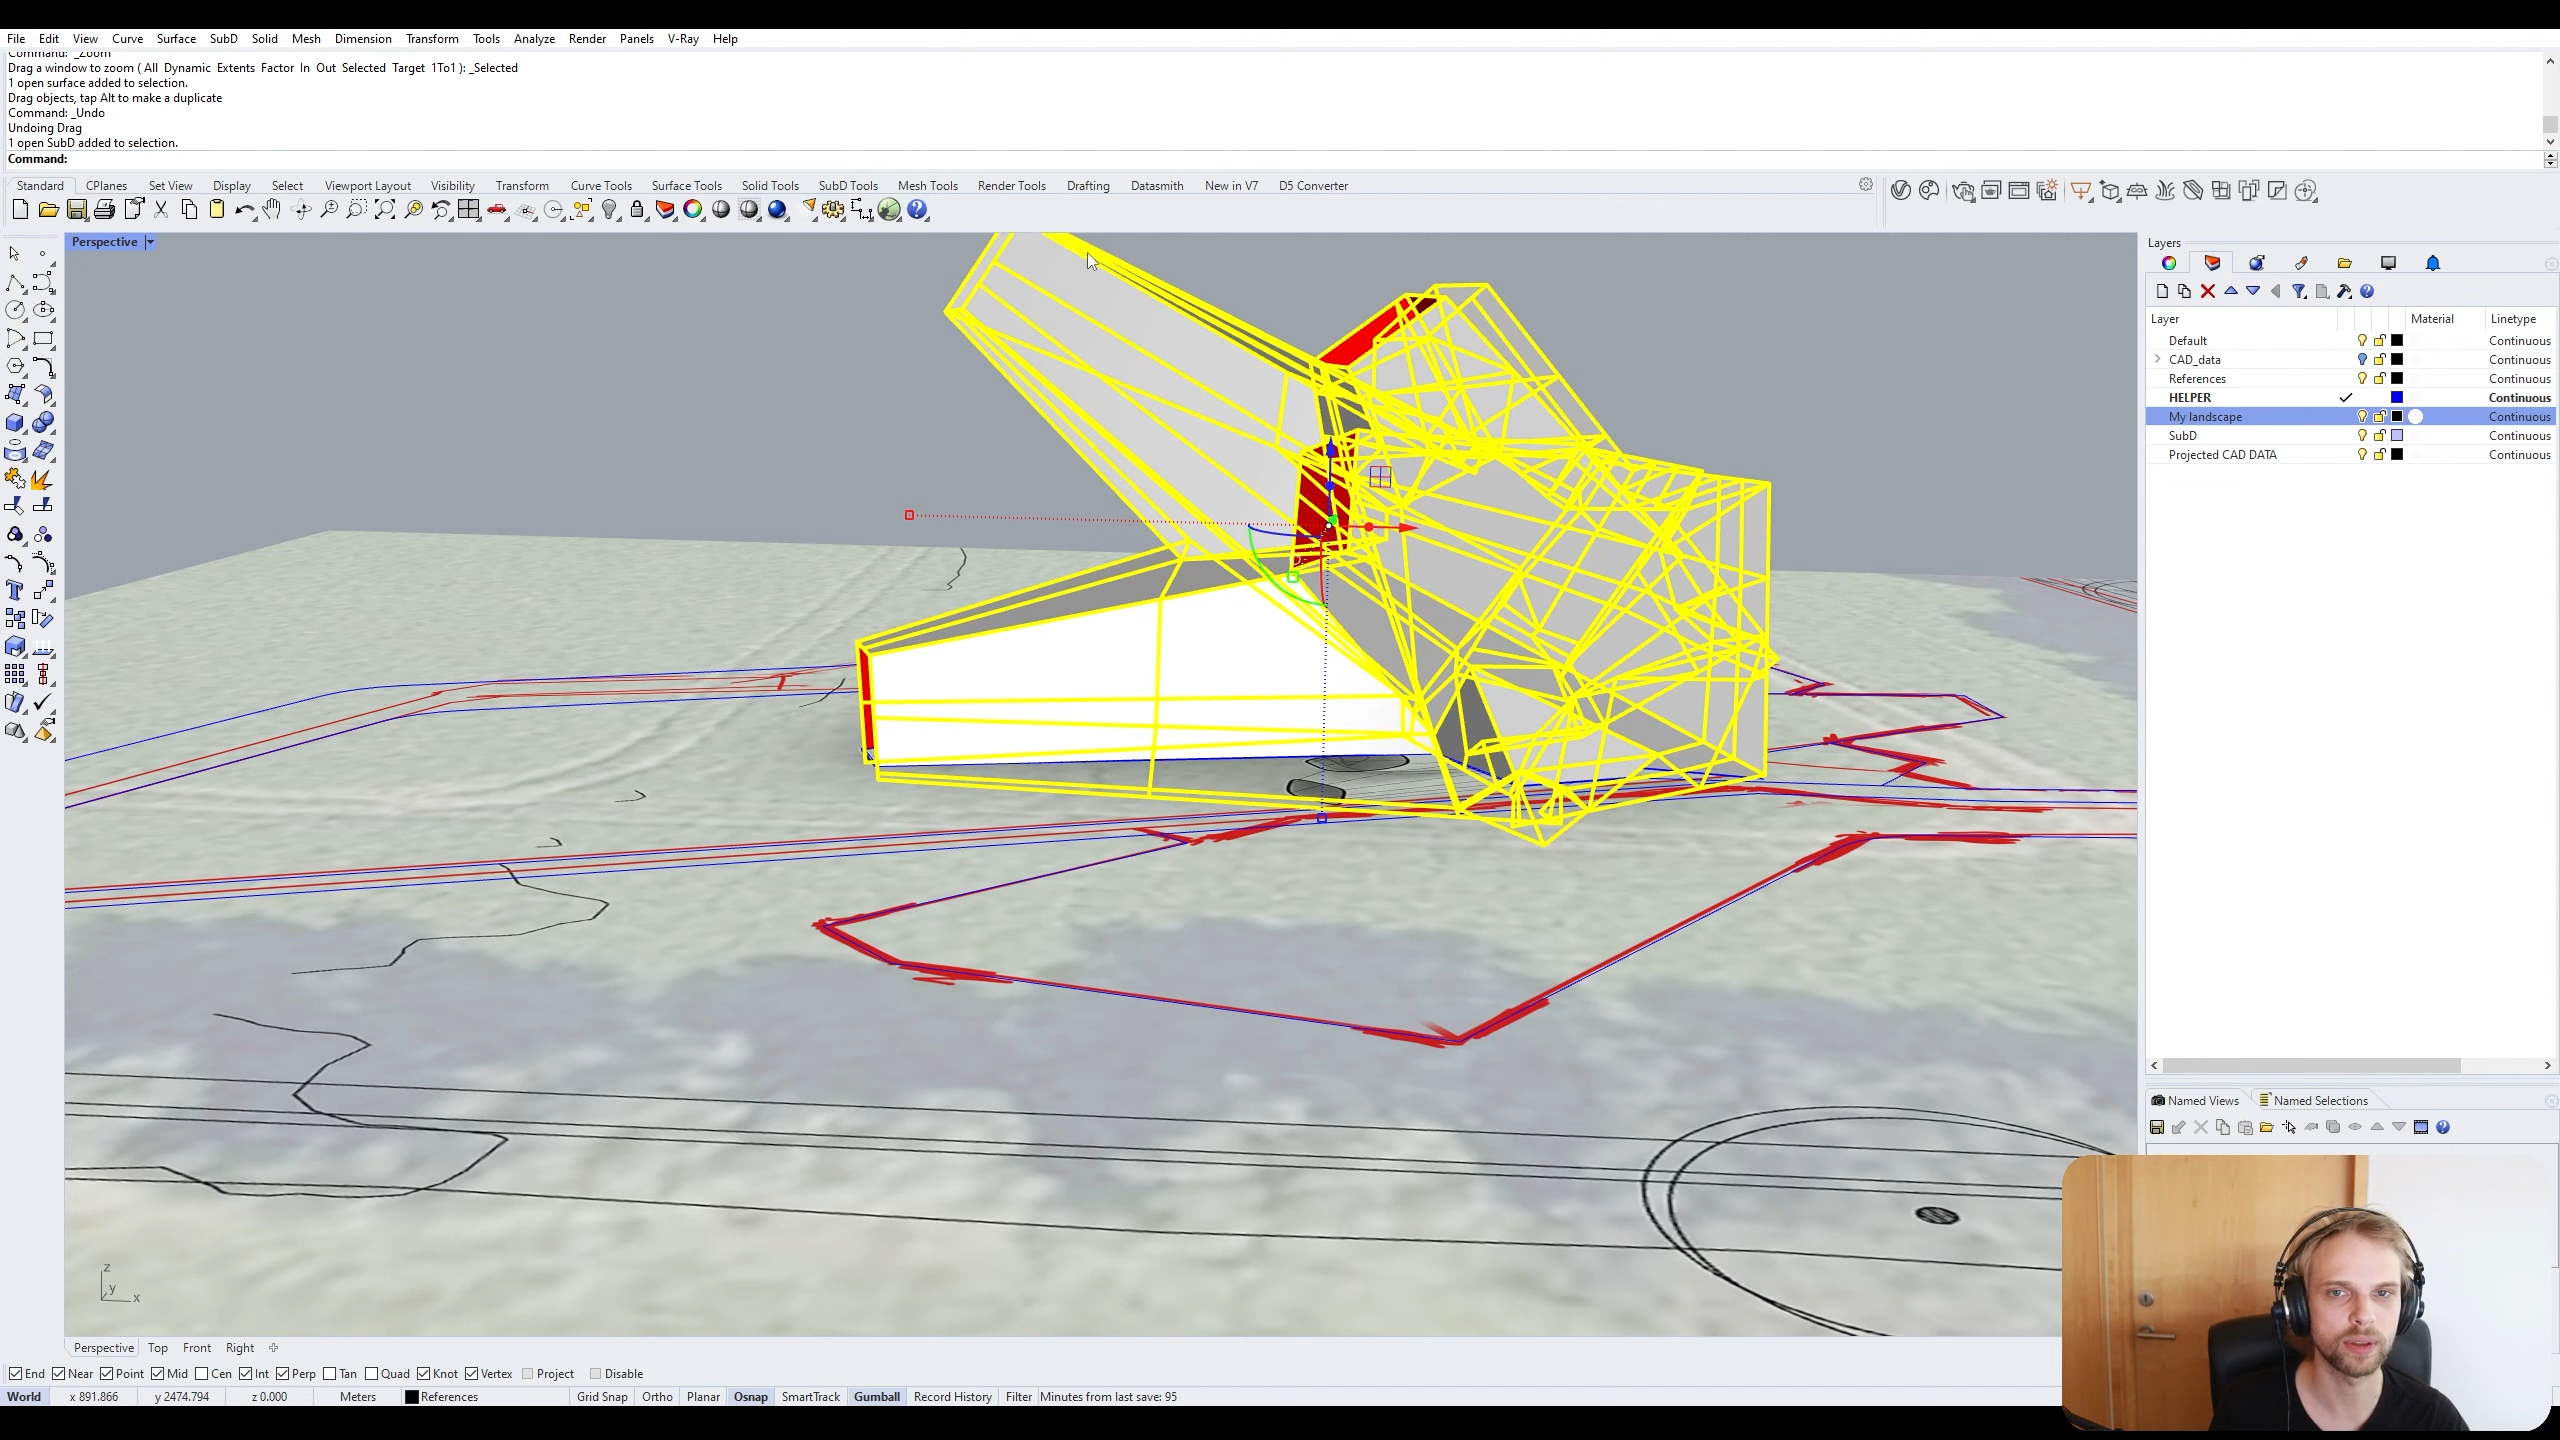 File Edit View Curve Surface SubD Solid Mesh Dimension Transform Tools Analyze Render Panels V-Ray Help
Command: _Zoom
Drag a window to zoom ( All Dynamic Extents Factor In Out Selected Target 1To1 ): _Selected
1 open surface added to selection.
Drag objects, tap Alt to make a duplicate
Command: _Undo
Undoing Drag
1 open SubD added to selection.
Command:
Standard CPlanes Set View Display Select Viewport Layout Visibility Transform Curve Tools Surface Tools Solid Tools SubD Tools Mesh Tools Render Tools Drafting Datasmith New in V7 D5 Converter
Perspective
Layers
Layer Material Linetype
Default Continuous
CAD_data Continuous
References Continuous
HELPER Continuous
My landscape Continuous
SubD Continuous
Projected CAD DATA Continuous
Named Views Named Selections
z
y
x
Perspective Top Front Right
End Near Point Mid Cen Int Perp Tan Quad Knot Vertex Project Disable
World x 891.866 y 2474.794 z 0.000 Meters References Grid Snap Ortho Planar Osnap SmartTrack Gumball Record History Filter Minutes from last save: 95